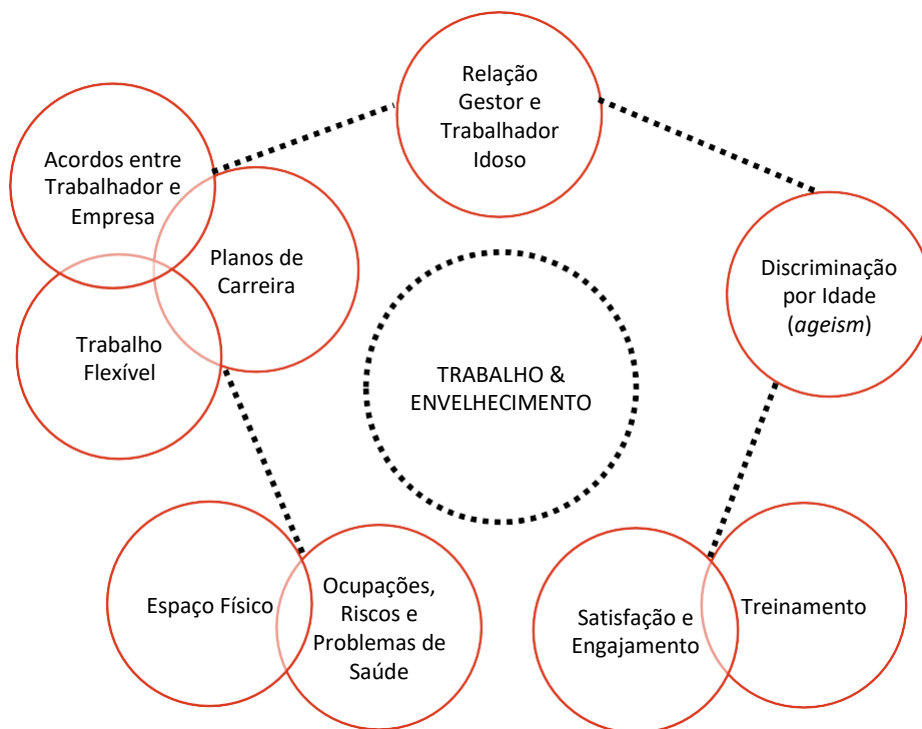 Relação
Gestor e
Trabalhador
Idoso
Acordos entre
Trabalhador e
Empresa
Planos de
Carreira
Discriminação
por Idade
(ageism)
Trabalho
Flexível
TRABALHO &
ENVELHECIMENTO
Espaço Físico
Ocupações,
Riscos e
Problemas de
Saúde
Satisfação e
Engajamento
Treinamento